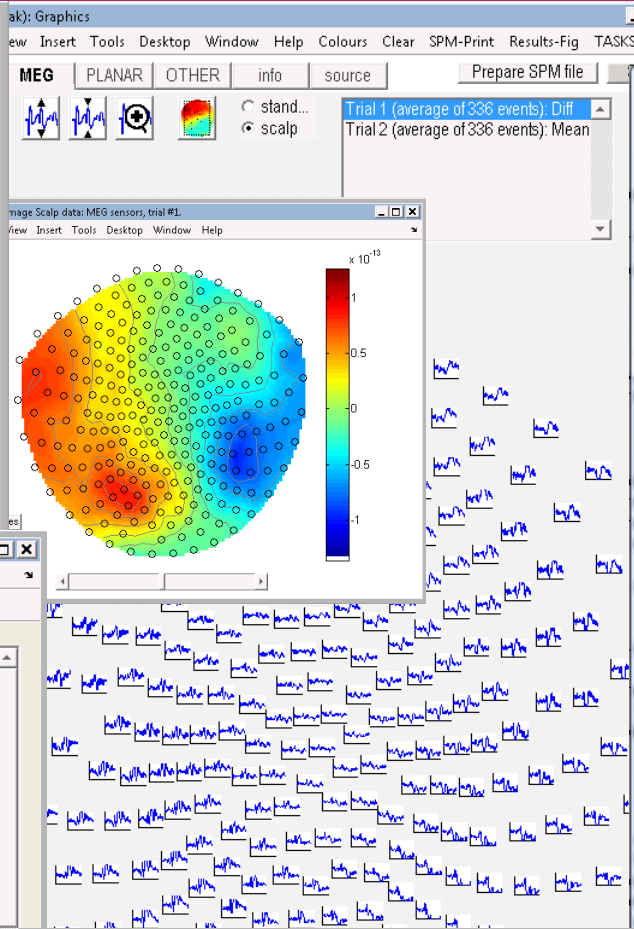 ak): Graphics
ew Insert Tools Desktop Window Help Colours Clear SPM-Print Results-Fig TASKS
MEG PLANAR OTHER info source Prepare SPM file
stand...
scalp
Trial 1 (average of 336 events): Diff
Trial 2 (average of 336 events): Mean
mage Scalp data: MEG sensors, trial #1.
View Insert Tools Desktop Window Help
x 10-13
1
0.5
0
-0.5
-1
es